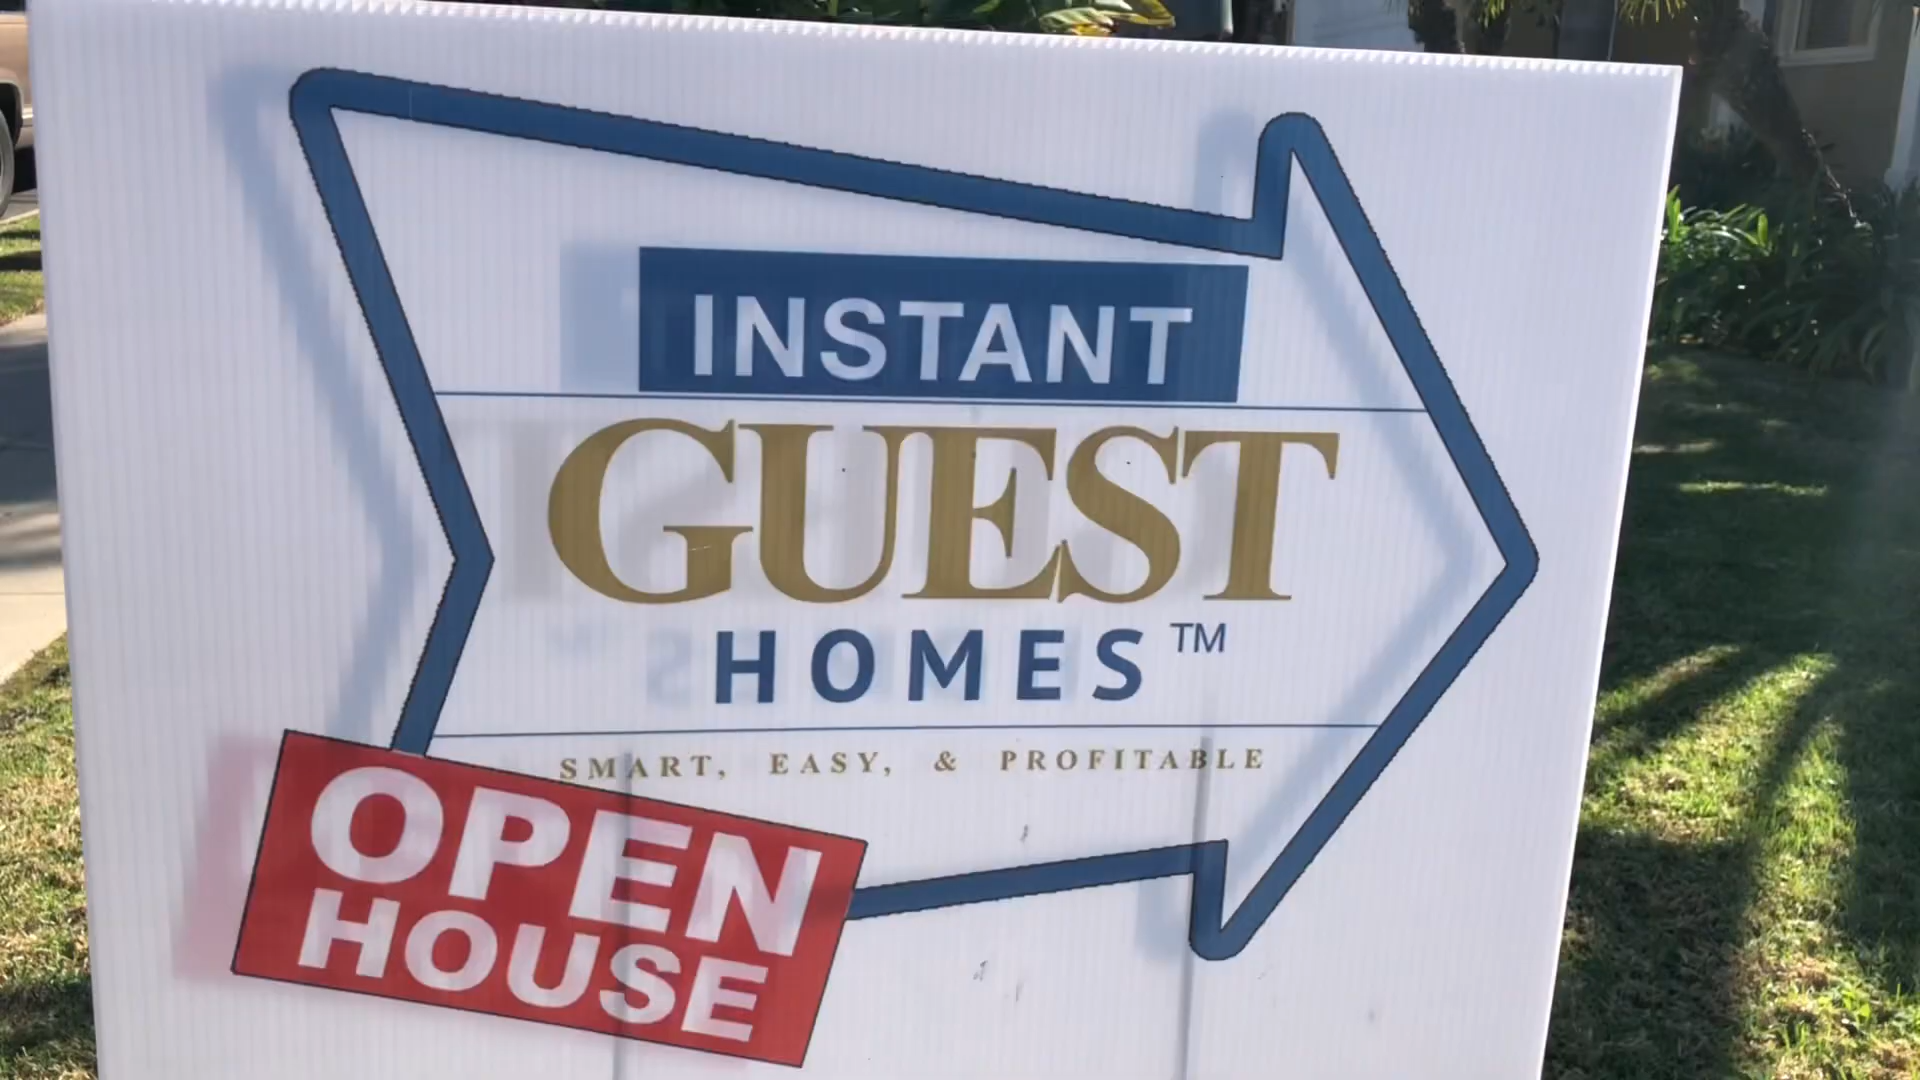 INSTANT
GUEST
HOMES™
SMART, EASY, & PROFITABLE
OPEN
HOUSE